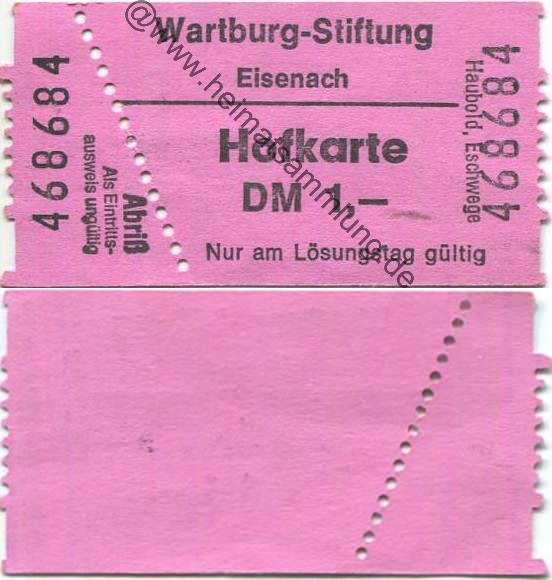 Wartburg-Stiftung
Eisenach
Hofkarte
DM 1,—
Nur am Lösungstag gültig
468684
Abriß
Als Eintritts-
ausweis ungültig
Haubold, Eschwege
468684
@www.heimatsammlung.de